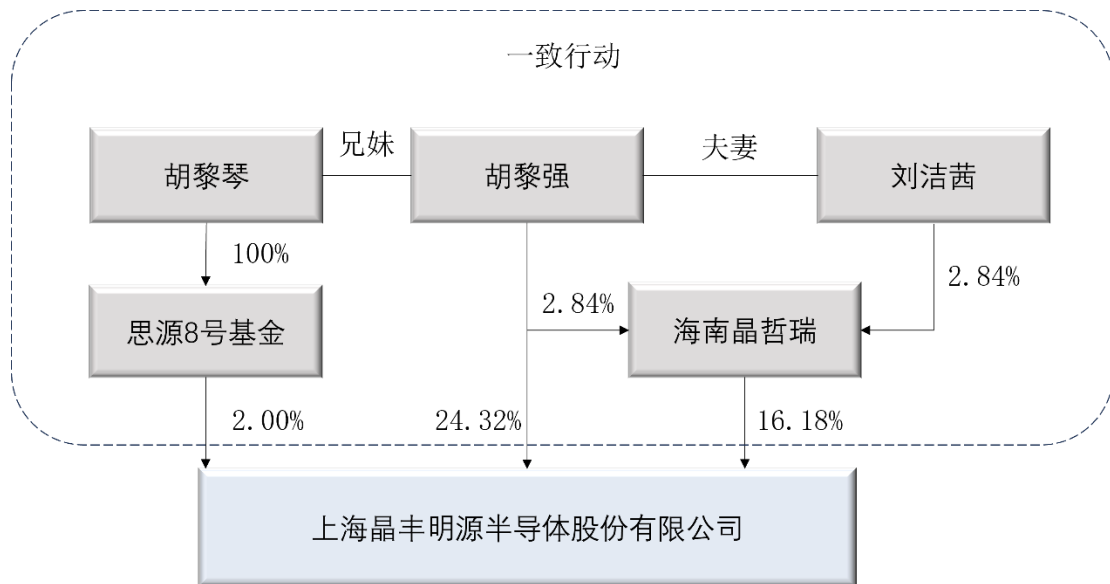 一致行动
兄妹
夫妻
胡黎琴
胡黎强
刘洁茜
100%
2.84%
2.84%
思源8号基金
海南晶哲瑞
2.00%
24.32%
16.18%
上海晶丰明源半导体股份有限公司